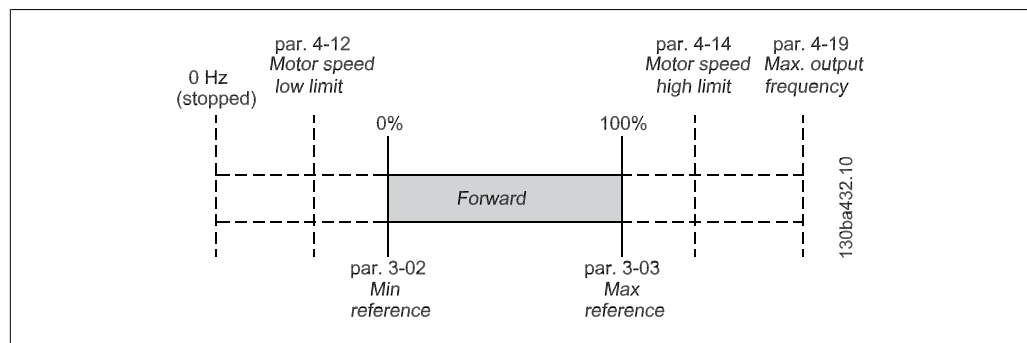 0 Hz
(stopped)
par. 4-12
Motor speed
low limit
par. 4-14
Motor speed
high limit
par. 4-19
Max. output
frequency
0%
100%
Forward
par. 3-02
Min
reference
par. 3-03
Max
reference
130ba432.10